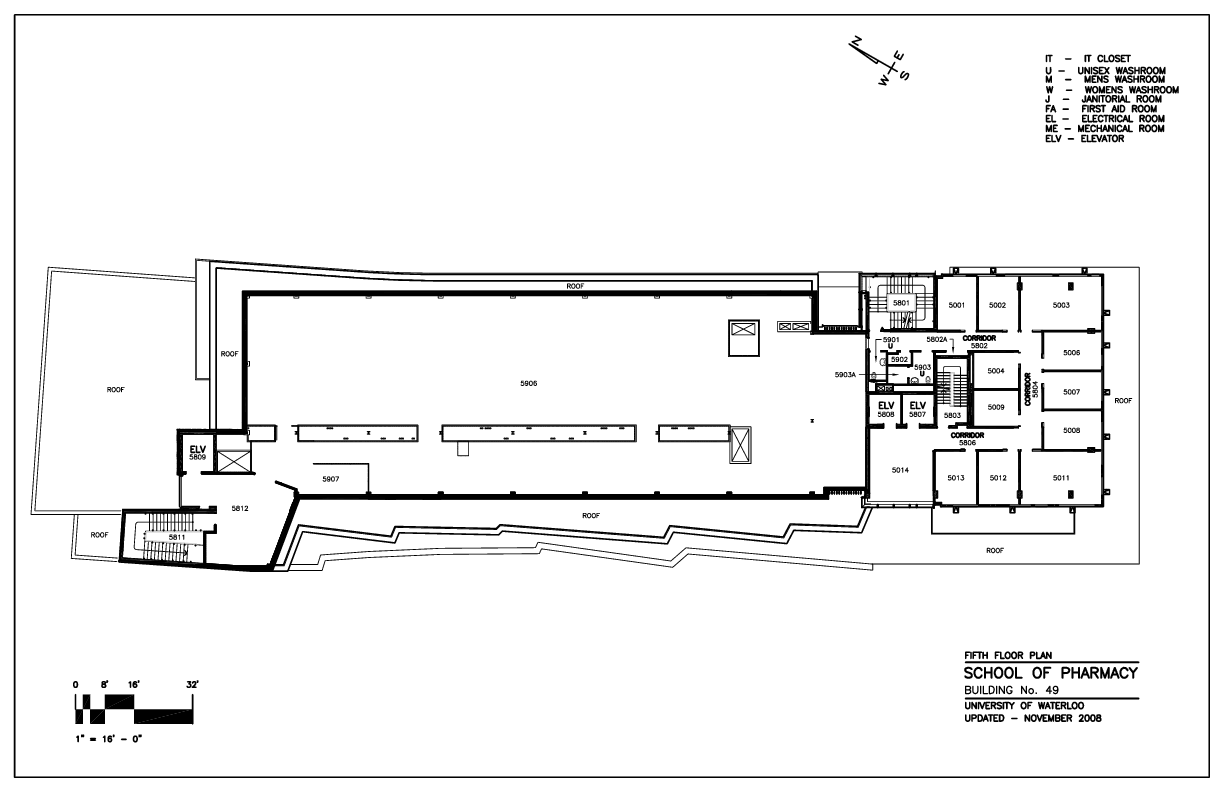 N
E
W
S
IT – IT CLOSET
U – UNISEX WASHROOM
M – MENS WASHROOM
W – WOMENS WASHROOM
J – JANITORIAL ROOM
FA – FIRST AID ROOM
EL – ELECTRICAL ROOM
ME – MECHANICAL ROOM
ELV – ELEVATOR
ROOF
5801
5001
5002
5003
5901
U
5802A
CORRIDOR
5802
ROOF
5902
5006
5903A
5903
U
5004
ROOF
5906
CORRIDOR
5804
5007
ROOF
ELV
5808
ELV
5807
5803
5009
5008
CORRIDOR
5806
ELV
5809
5014
5013
5012
5011
5907
5812
ROOF
ROOF
5811
ROOF
FIFTH FLOOR PLAN
SCHOOL OF PHARMACY
BUILDING No. 49
UNIVERSITY OF WATERLOO
UPDATED – NOVEMBER 2008
0 8' 16' 32'
1" = 16' – 0"